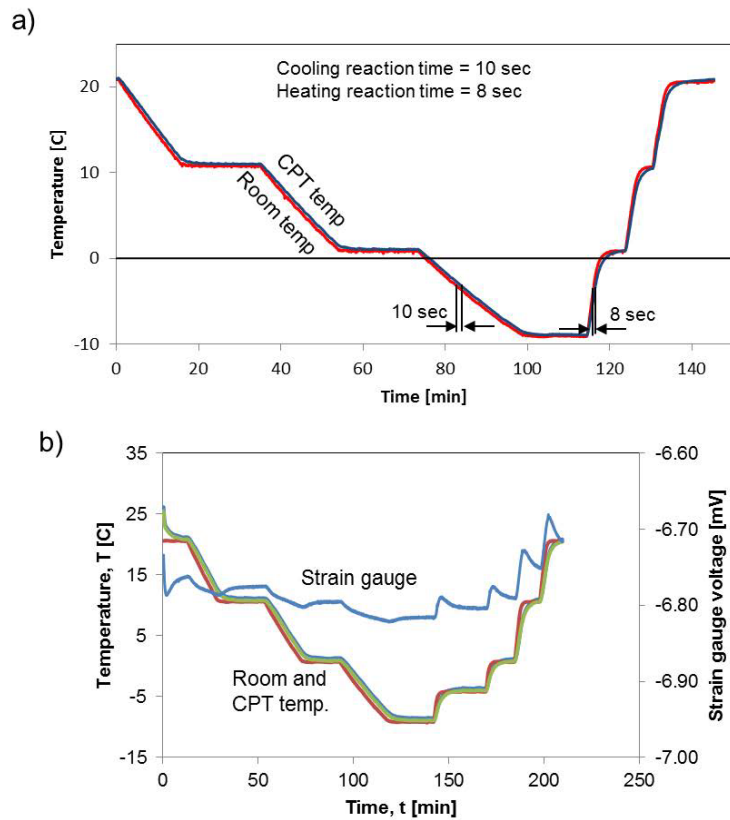 a)
Cooling reaction time = 10 sec
Heating reaction time = 8 sec
Temperature [C]
20
10
0
-10
CPT temp
Room temp
10 sec
8 sec
0 20 40 60 80 100 120 140
Time [min]
b)
Temperature, T [C]
35
25
15
5
-5
-15
Strain gauge
Room and
CPT temp.
-6.60
-6.70
-6.80
-6.90
-7.00
Strain gauge voltage [mV]
0 50 100 150 200 250
Time, t [min]